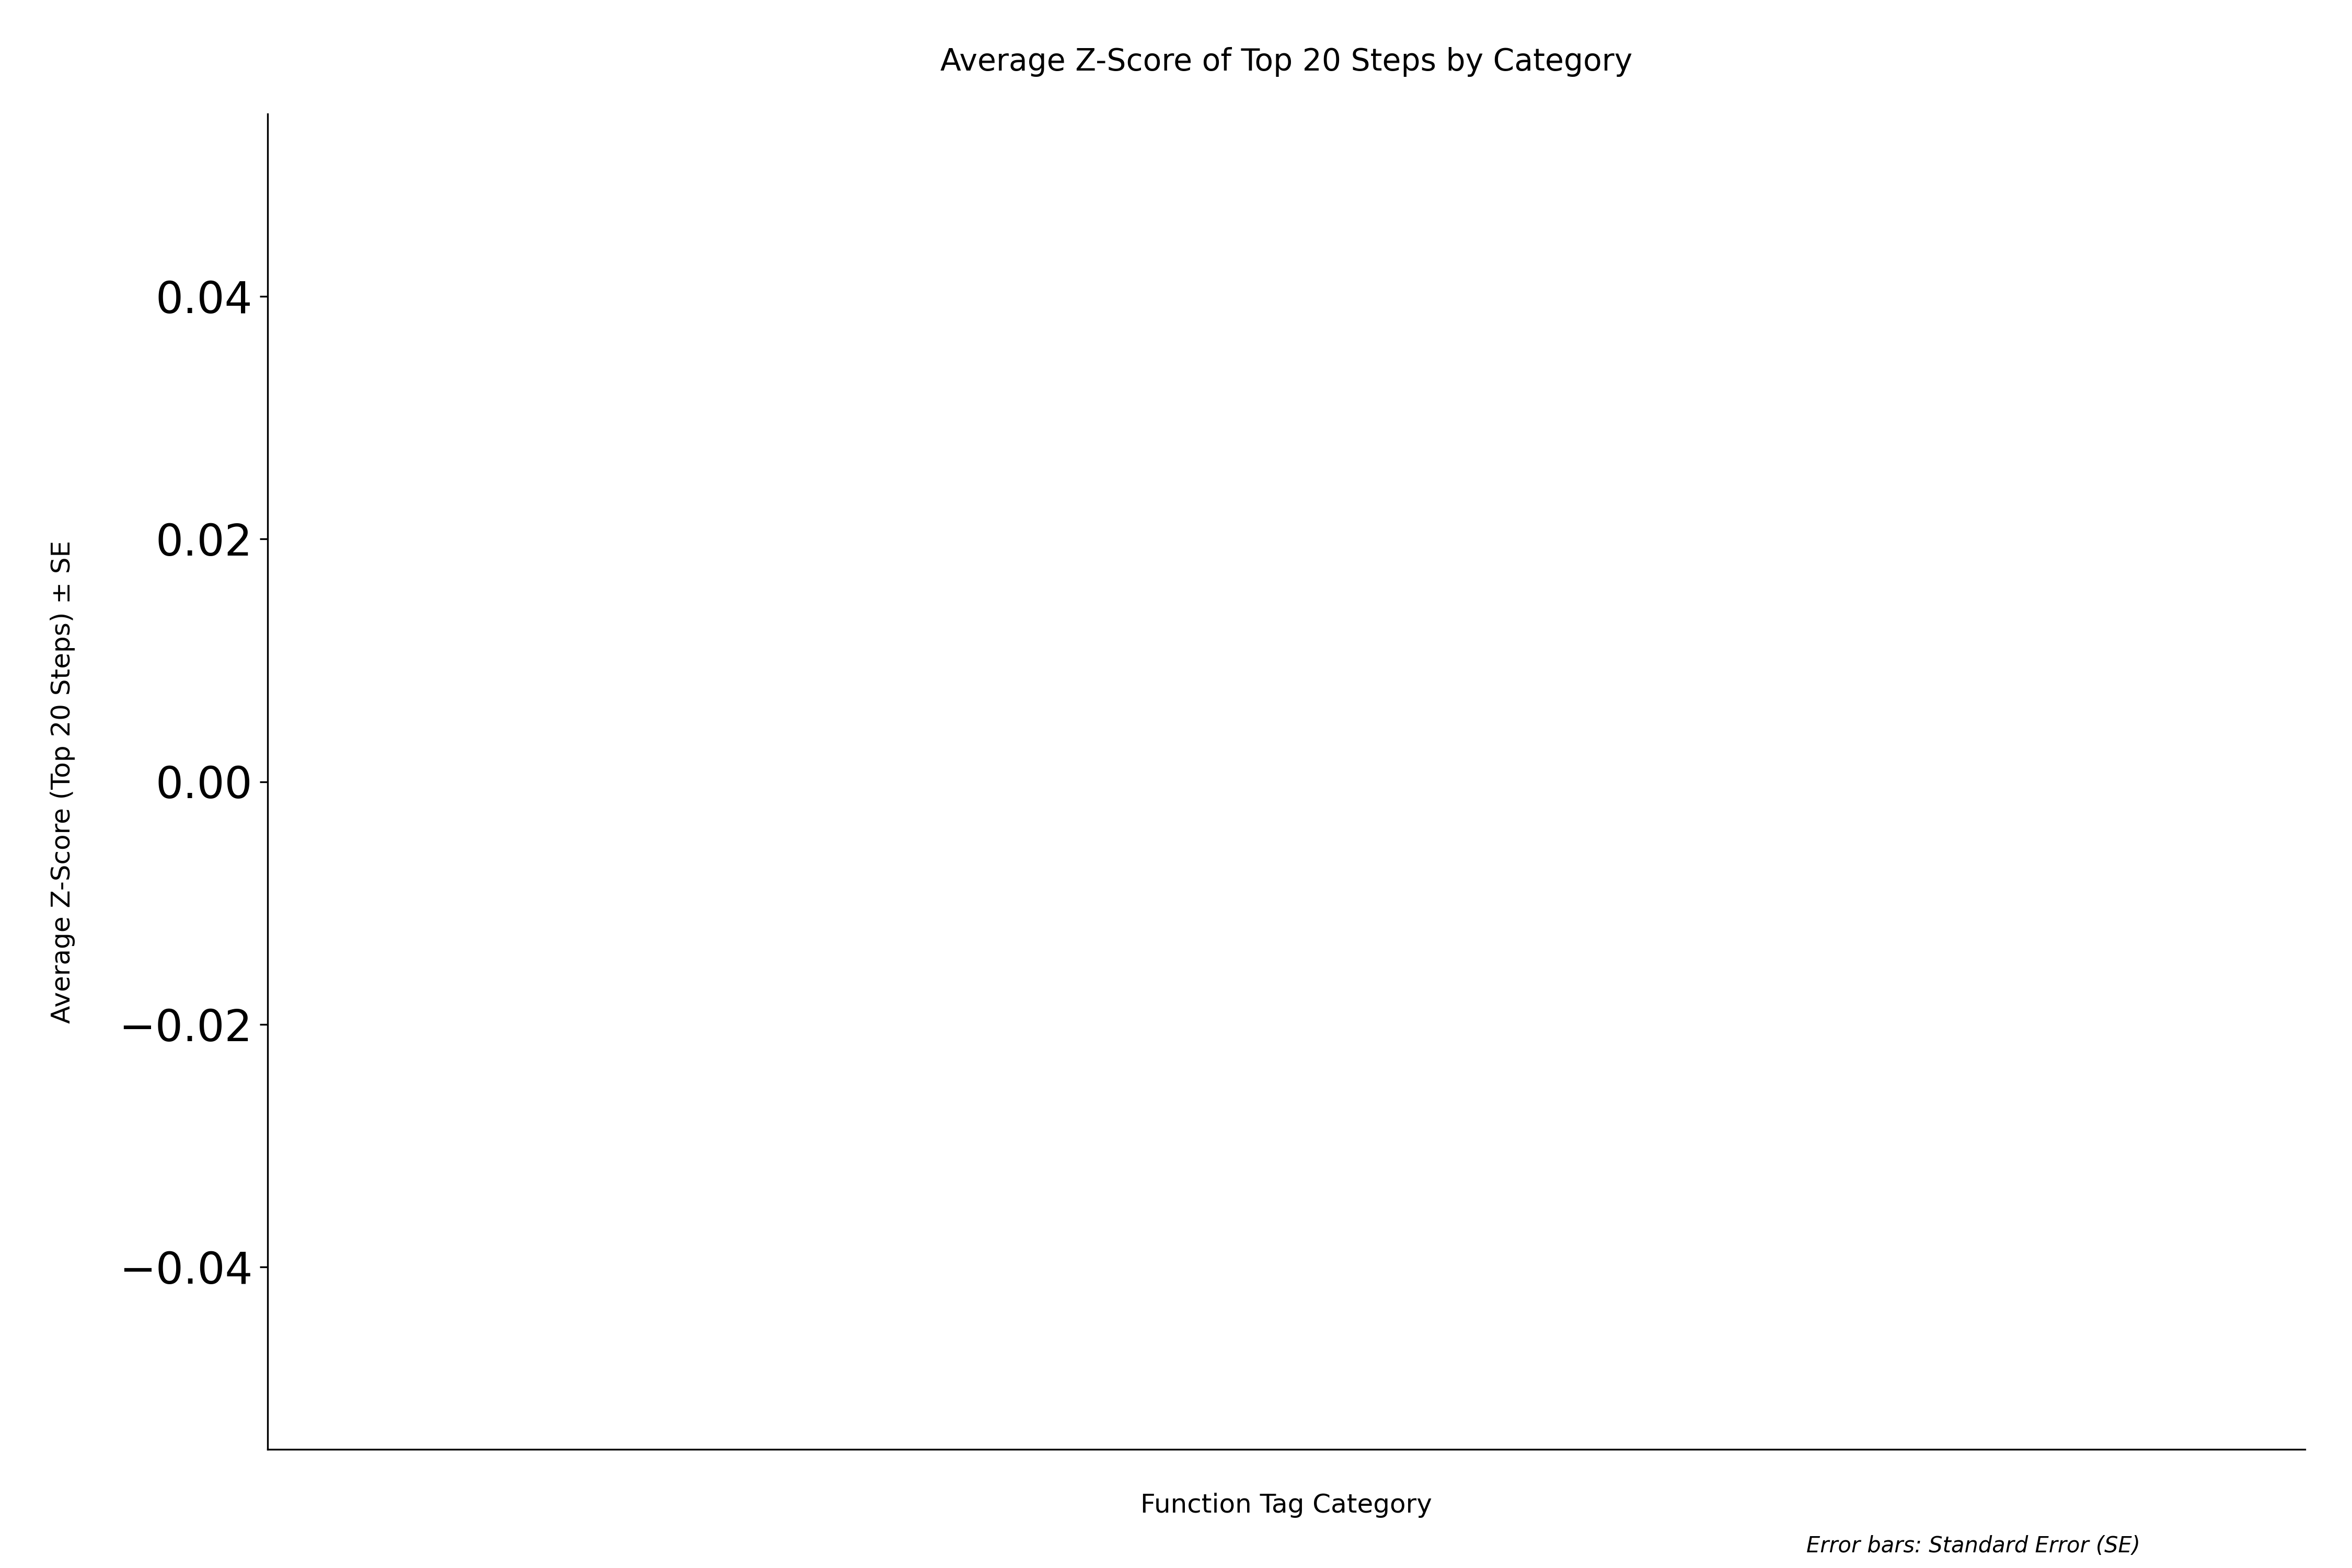 Average Z-Score of Top 20 Steps by Category
Average Z-Score (Top 20 Steps) ± SE
0.04
0.02
0.00
−0.02
−0.04
Function Tag Category
Error bars: Standard Error (SE)